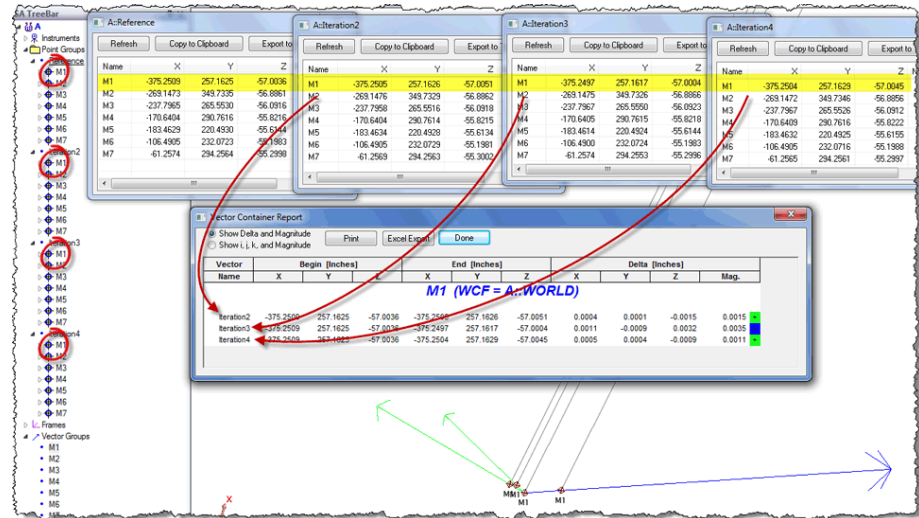 SA TreeBar
A
Instruments
Point Groups
Reference
M1
M3
M4
M5
M6
M7
Iteration2
M1
M3
M4
M5
M6
M7
Iteration3
M1
M2
M3
M4
M5
M6
M7
Iteration4
M1
M3
M4
M5
M6
M7
Frames
Vector Groups
M1
M2
M3
M4
M5
M6
A::Reference
Refresh Copy to Clipboard Export to
Name X Y Z
M1 -375.2509 257.1625 -57.0036
M2 -269.1473 349.7335 -56.8861
M3 -237.7965 265.5530 -56.0916
M4 -170.6404 290.7616 -55.8216
M5 -183.4629 220.4930 -55.6144
M6 -106.4905 232.0723 -55.1983
M7 -61.2574 294.2564 -55.2998
A::Iteration2
Refresh Copy to Clipboard Export to
Name X Y Z
M1 -375.2505 257.1626 -57.0051
M2 -269.1476 349.7329 -56.8862
M3 -237.7958 265.5516 -56.0918
M4 -170.6404 290.7614 -55.8215
M5 -183.4634 220.4928 -55.6134
M6 -106.4905 232.0724 -55.1981
M7 -61.2569 294.2563 -55.3002
A::Iteration3
Refresh Copy to Clipboard Export to
Name X Y Z
M1 -375.2497 257.1617 -57.0004
M2 -269.1475 349.7326 -56.8866
M3 -237.7967 265.5550 -56.0923
M4 -170.6405 290.7615 -55.8218
M5 -183.4614 220.4928 -55.6144
M6 -106.4900 232.0724 -55.1983
M7 -61.2574 294.2553 -55.2996
A::Iteration4
Refresh Copy to Clipboard Export to
Name X Y Z
M1 -375.2504 257.1629 -57.0045
M2 -269.1472 349.7346 -56.8856
M3 -237.7967 265.5526 -56.0912
M4 -170.6409 290.7616 -55.8222
M5 -183.4632 220.4925 -55.6155
M6 -106.4905 232.0716 -55.1988
M7 -61.2565 294.2561 -55.2997
Vector Container Report
Show Delta and Magnitude
Show i, j, k, and Magnitude
Print Excel Export Done
Vector Begin [Inches] End [Inches] Delta [Inches]
Name X Y Z X Y Z X Y Z Mag.
M1 (WCF = A::WORLD)
Iteration2 -375.2509 257.1625 -57.0036 257.1626 -57.0051 0.0004 0.0001 -0.0015 0.0015
Iteration3 -375.2509 257.1625 -57.0036 -375.2497 257.1617 -57.0004 0.0011 -0.0009 0.0032 0.0035
Iteration4 -375.2509 -57.0036 -375.2504 257.1629 -57.0045 0.0005 0.0004 -0.0009 0.0011
M1
M1
X